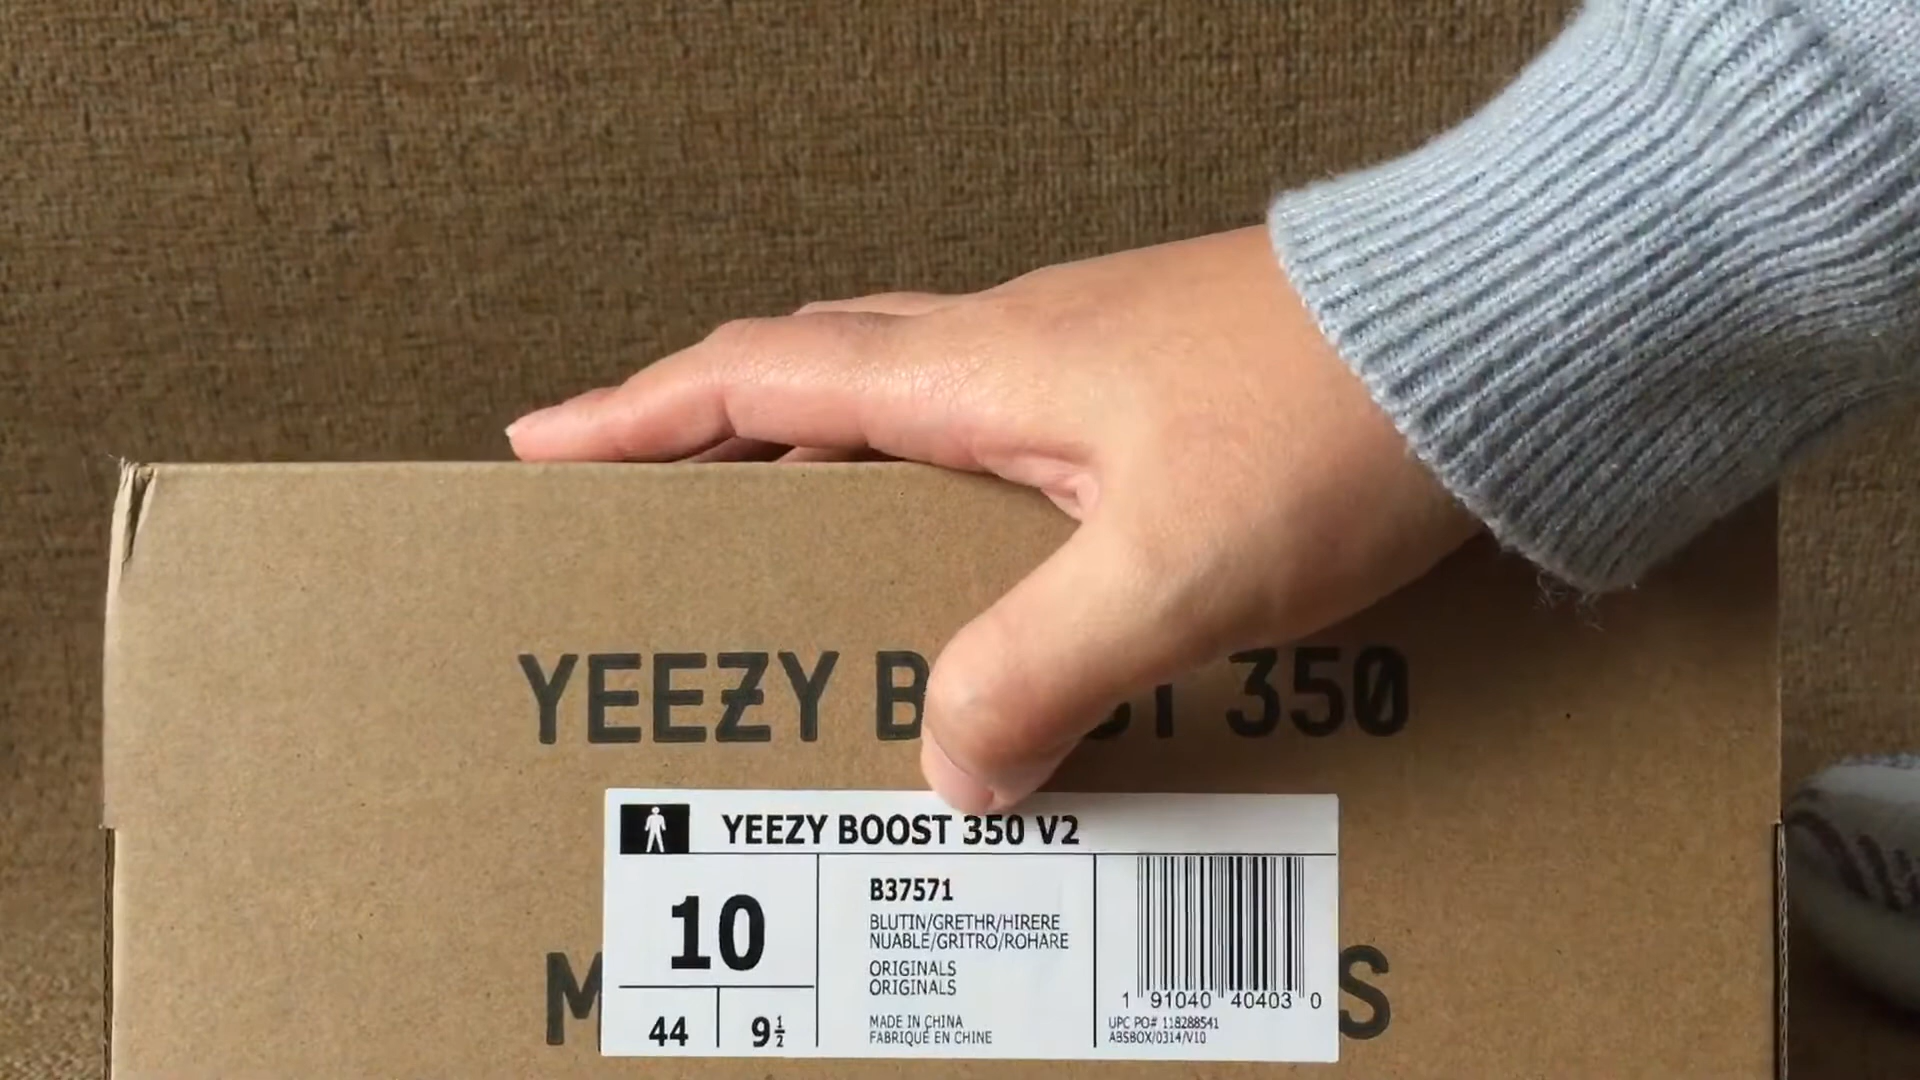 YEEZY 350
YEEZY BOOST 350 V2
10
44
9½
B37571
BLUTIN/GRETHR/HIRERE
NUABLE/GRITRO/ROHARE
ORIGINALS
ORIGINALS
MADE IN CHINA
FABRIQUÉ EN CHINE
1 91040 40403 0
UPC PO# 118288541
ABSBOX/0314/V10